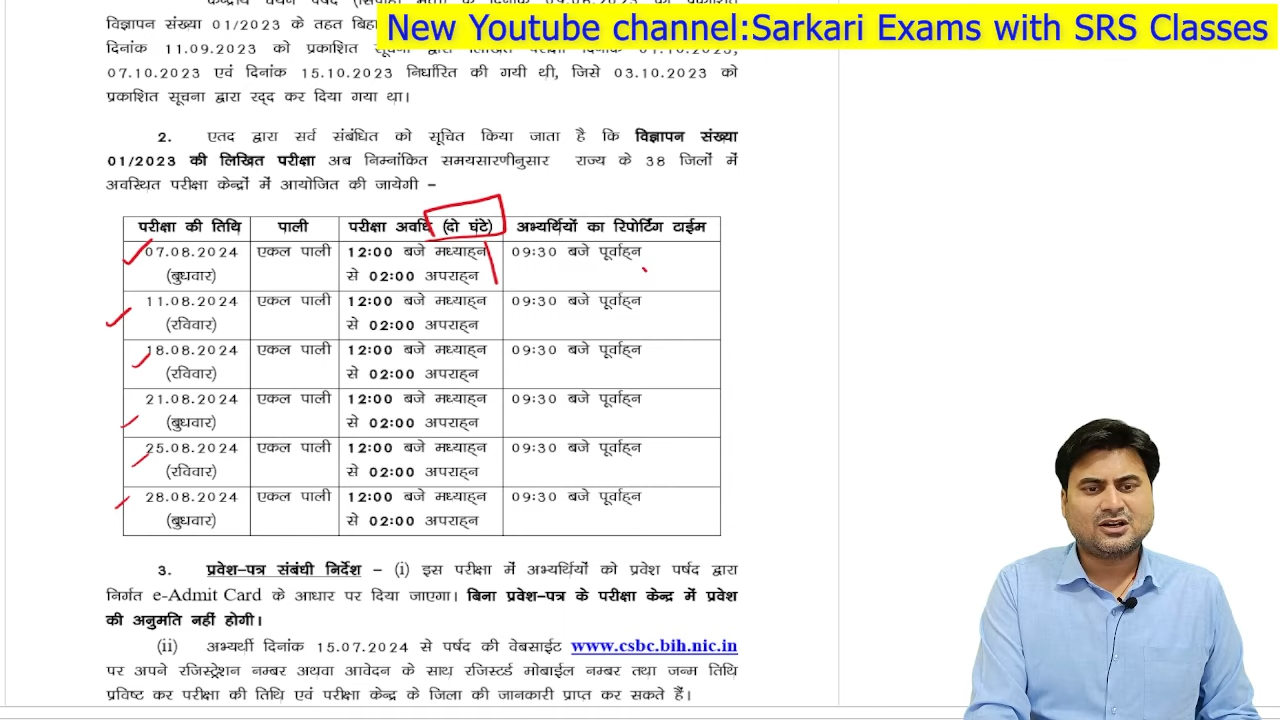 New Youtube channel:Sarkari Exams with SRS Classes
विज्ञापन संख्या 01/2023 के तहत
दिनांक 11.09.2023 को प्रकाशित सूचना द्वारा लिखित परीक्षा दिनांक
07.10.2023 एवं दिनांक 15.10.2023 निर्धारित की गयी थी, जिसे 03.10.2023 को
प्रकाशित सूचना द्वारा रद्द कर दिया गया था।
2. एतद द्वारा सर्व संबंधित को सूचित किया जाता है कि विज्ञापन संख्या
01/2023 की लिखित परीक्षा अब निम्नांकित समयसारणीनुसार राज्य के 38 जिलों में
अवस्थित परीक्षा केन्द्रों में आयोजित की जायेगी –
परीक्षा की तिथि पाली परीक्षा अवधि (दो घंटे) अभ्यर्थियों का रिपोर्टिंग टाईम
07.08.2024 एकल पाली 12:00 बजे मध्याह्न 09:30 बजे पूर्वाह्न
(बुधवार) से 02:00 अपराह्न
11.08.2024 एकल पाली 12:00 बजे मध्याह्न 09:30 बजे पूर्वाह्न
(रविवार) से 02:00 अपराह्न
18.08.2024 एकल पाली 12:00 बजे मध्याह्न 09:30 बजे पूर्वाह्न
(रविवार) से 02:00 अपराह्न
21.08.2024 एकल पाली 12:00 बजे मध्याह्न 09:30 बजे पूर्वाह्न
(बुधवार) से 02:00 अपराह्न
25.08.2024 एकल पाली 12:00 बजे मध्याह्न 09:30 बजे पूर्वाह्न
(रविवार) से 02:00 अपराह्न
28.08.2024 एकल पाली 12:00 बजे मध्याह्न 09:30 बजे पूर्वाह्न
(बुधवार) से 02:00 अपराह्न
3. प्रवेश–पत्र संबंधी निर्देश – (i) इस परीक्षा में अभ्यर्थियों को प्रवेश पर्षद द्वारा
निर्गत e-Admit Card के आधार पर दिया जाएगा। बिना प्रवेश–पत्र के परीक्षा केन्द्र में प्रवेश
की अनुमति नहीं होगी।
(ii) अभ्यर्थी दिनांक 15.07.2024 से पर्षद की वेबसाईट www.csbc.bih.nic.in
पर अपने रजिस्ट्रेशन नम्बर अथवा आवेदन के साथ रजिस्टर्ड मोबाईल नम्बर तथा जन्म तिथि
प्रविष्ट कर परीक्षा की तिथि एवं परीक्षा केन्द्र के जिला की जानकारी प्राप्त कर सकते हैं।